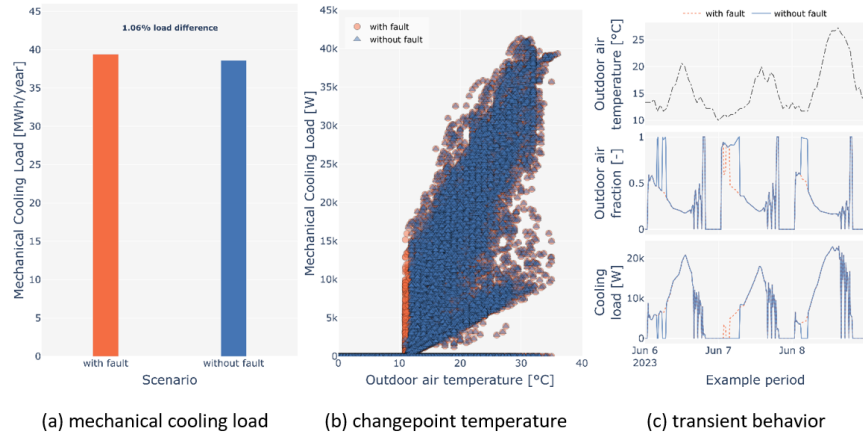 1.06% load difference
Mechanical Cooling Load [MWh/year]
45
40
35
30
25
20
15
10
5
0
with fault
without fault
Scenario
(a) mechanical cooling load
with fault
without fault
Mechanical Cooling Load [W]
45k
40k
35k
30k
25k
20k
15k
10k
5k
0
0
10
20
30
40
Outdoor air temperature [°C]
(b) changepoint temperature
with fault
without fault
Outdoor air
temperature [°C]
25
20
15
10
Outdoor air
fraction [-]
1
0.5
0
Cooling
load [W]
20k
10k
0
Jun 6
2023
Jun 7
Jun 8
Example period
(c) transient behavior